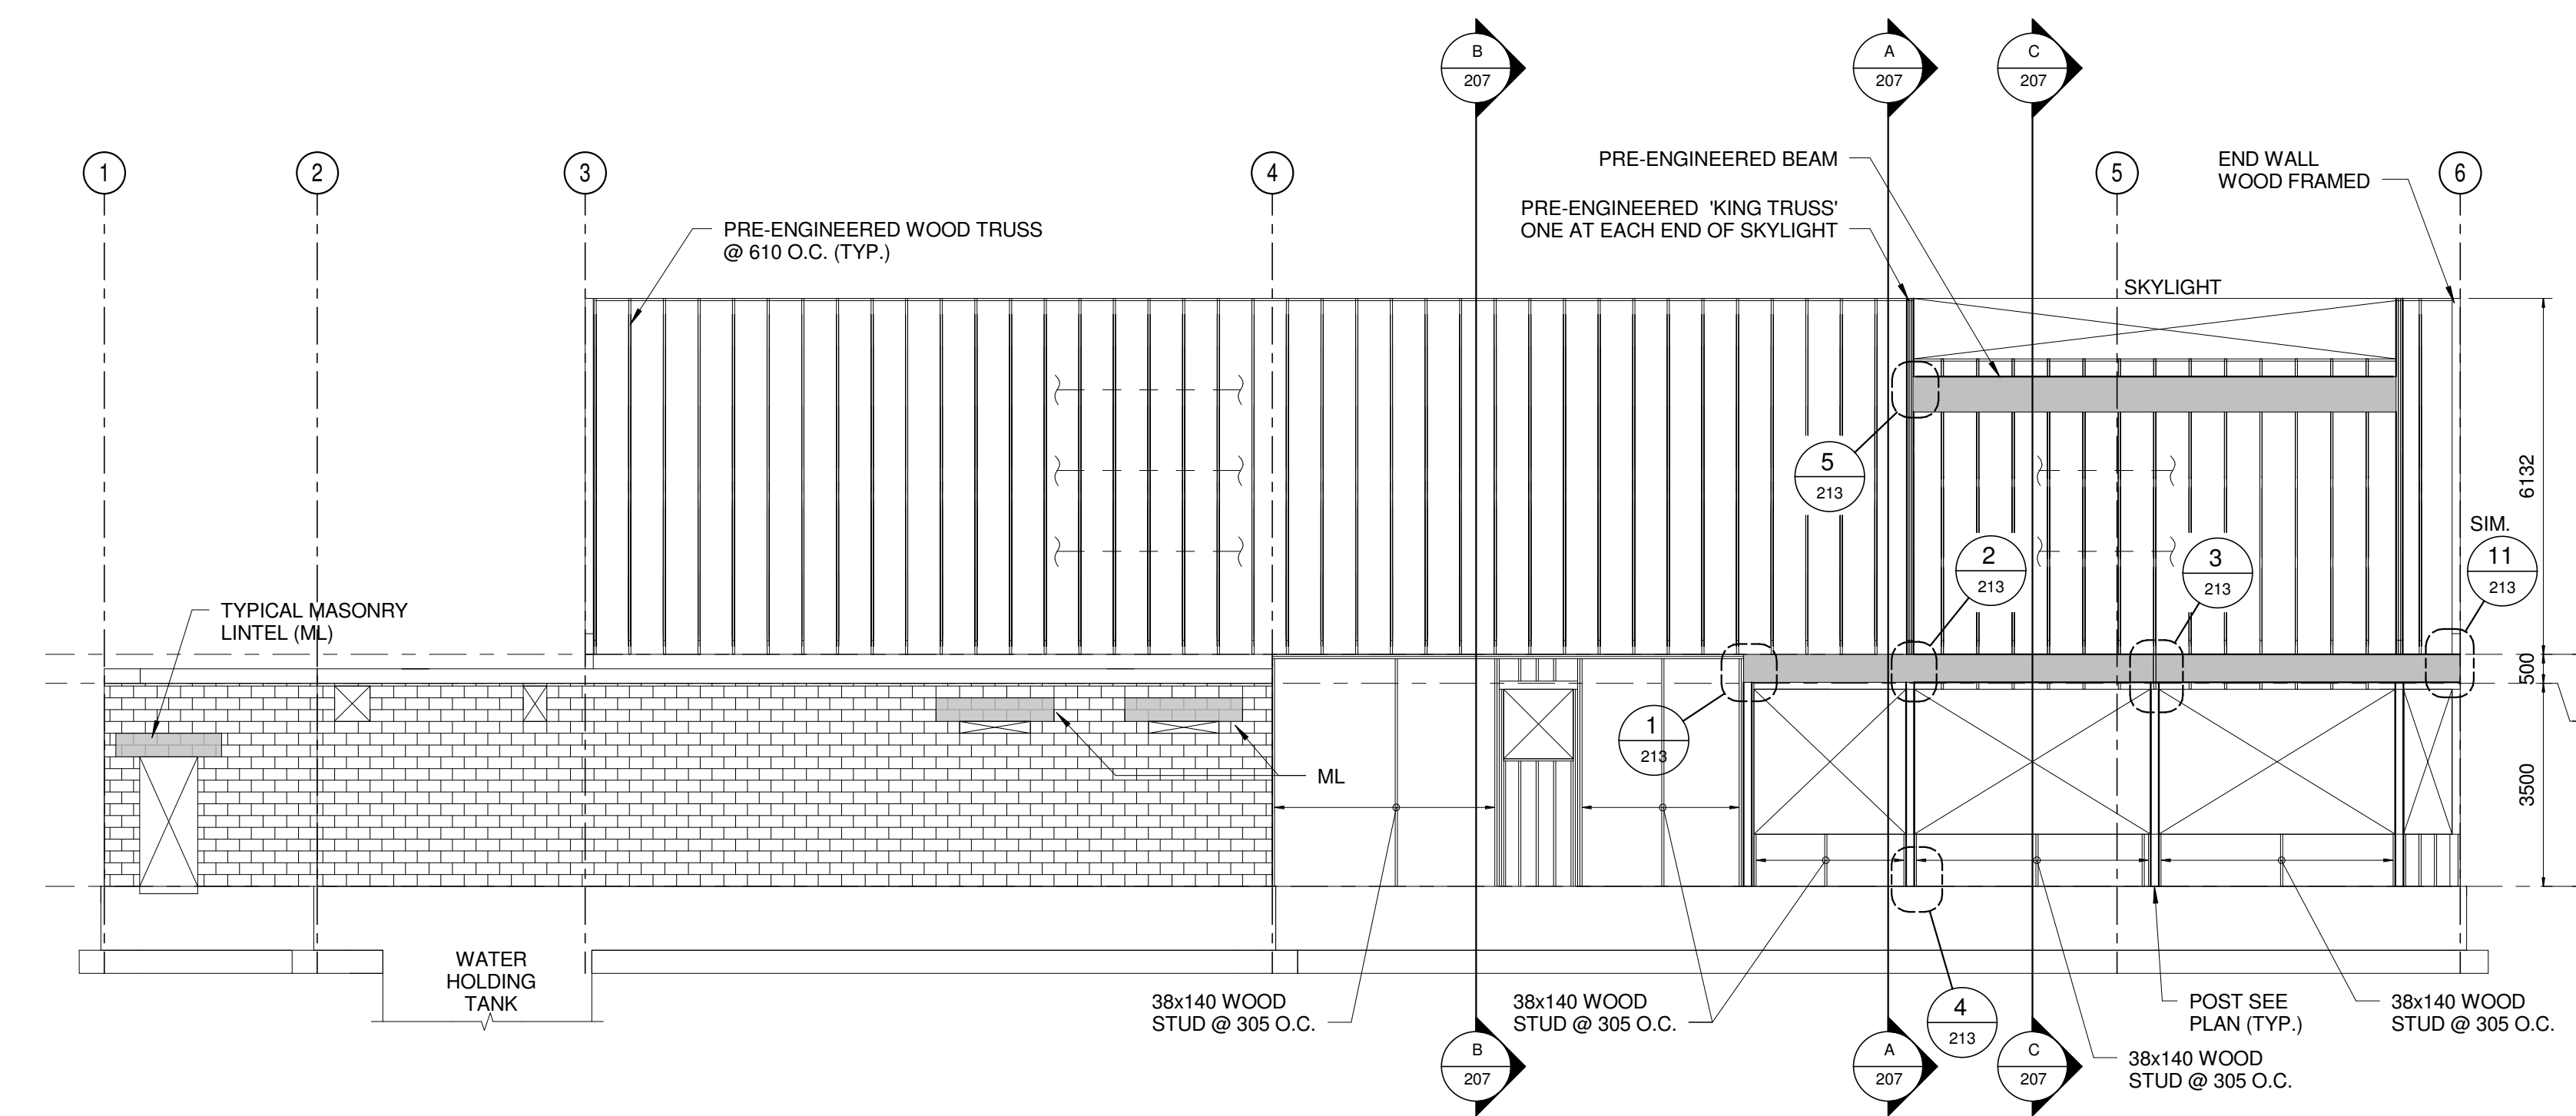 B
207
A
207
C
207
1
2
3
4
5
6
PRE-ENGINEERED BEAM
END WALL
WOOD FRAMED
PRE-ENGINEERED 'KING TRUSS'
ONE AT EACH END OF SKYLIGHT
PRE-ENGINEERED WOOD TRUSS
@ 610 O.C. (TYP.)
SKYLIGHT
5
213
6132
SIM.
2
213
3
213
11
213
TYPICAL MASONRY
LINTEL (ML)
500
1
213
ML
3500
WATER
HOLDING
TANK
38x140 WOOD
STUD @ 305 O.C.
38x140 WOOD
STUD @ 305 O.C.
4
213
POST SEE
PLAN (TYP.)
38x140 WOOD
STUD @ 305 O.C.
38x140 WOOD
STUD @ 305 O.C.
B
207
A
207
C
207